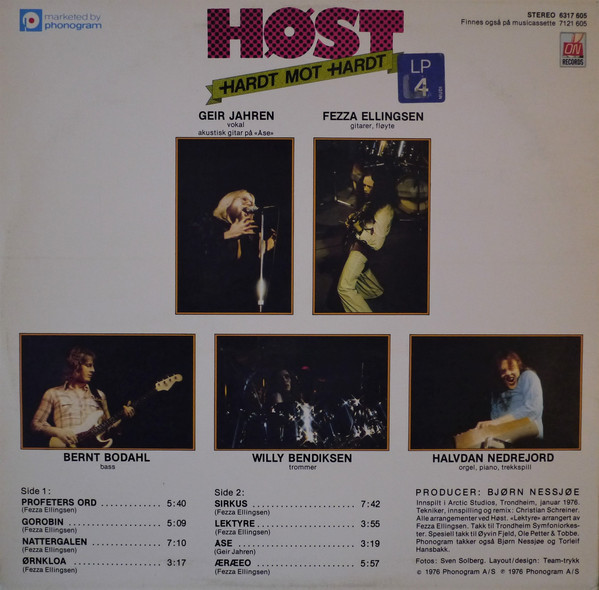 marketed by
phonogram
HØST
HARDT MOT HARDT
LP
4
STEREO 6317 605
Finnes også på musicassette 7121 605
ON
RECORDS
GEIR JAHREN
vokal
akustisk gitar på «Åse»
FEZZA ELLINGSEN
gitarer, fløyte
BERNT BODAHL
bass
WILLY BENDIKSEN
trommer
HALVDAN NEDREJORD
orgel, piano, trekkspill
Side 1:
PROFETERS ORD ............ 5:40
(Fezza Ellingsen)
GOROBIN ............ 5:09
(Fezza Ellingsen)
NATTERGALEN ............ 7:10
(Fezza Ellingsen)
ØRNKLOA ............ 3:17
(Fezza Ellingsen)
Side 2:
SIRKUS ............ 7:42
(Fezza Ellingsen)
LEKTYRE ............ 3:55
(Fezza Ellingsen)
ÅSE ............ 3:19
(Geir Jahren)
ÆRÆEO ............ 5:57
(Fezza Ellingsen)
PRODUCER: BJØRN NESSJØE
Innspilt i Arctic Studios, Trondheim, januar 1976.
Tekniker, innspilling og remix: Christian Schreiner.
Alle arrangementer ved Høst. «Lektyre» arrangert av
Fezza Ellingsen. Takk til Trondheim Symfoniorkes-
ter. Spesiell takk til Øyvin Fjeld, Ole Petter & Tobbe.
Phonogram takker også Bjørn Nessjøe og Torleif
Hansbakk.
Fotos: Sven Solberg. Layout/design: Team-trykk
© 1976 Phonogram A/S ℗ 1976 Phonogram A/S